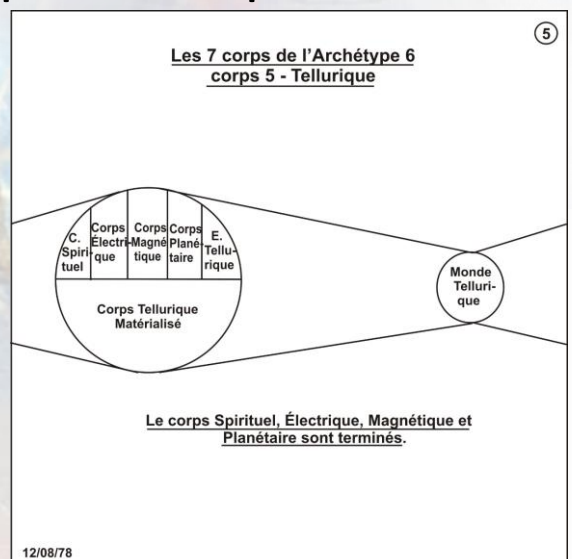 5
Les 7 corps de l'Archétype 6
corps 5 - Tellurique
C.
Spiri-
tuel
Corps
Électri-
que
Corps
Magné
tique
Corps
Plané-
taire
E.
Tellu-
rique
Corps Tellurique
Matérialisé
Monde
Telluri-
que
Le corps Spirituel, Électrique, Magnétique et
Planétaire sont terminés.
12/08/78